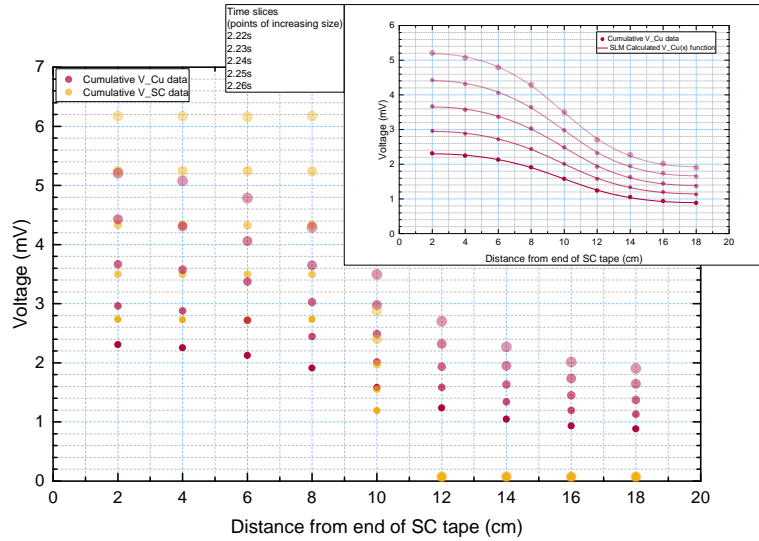 Time slices
(points of increasing size)
2.22s
2.23s
2.24s
2.25s
2.26s
Cumulative V_Cu data
SLM Calculated V_Cu(x) function
6
5
4
3
2
1
0
Voltage (mV)
0 2 4 6 8 10 12 14 16 18 20
Distance from end of SC tape (cm)
Cumulative V_Cu data
Cumulative V_SC data
7
6
5
4
3
2
1
0
Voltage (mV)
0 2 4 6 8 10 12 14 16 18 20
Distance from end of SC tape (cm)